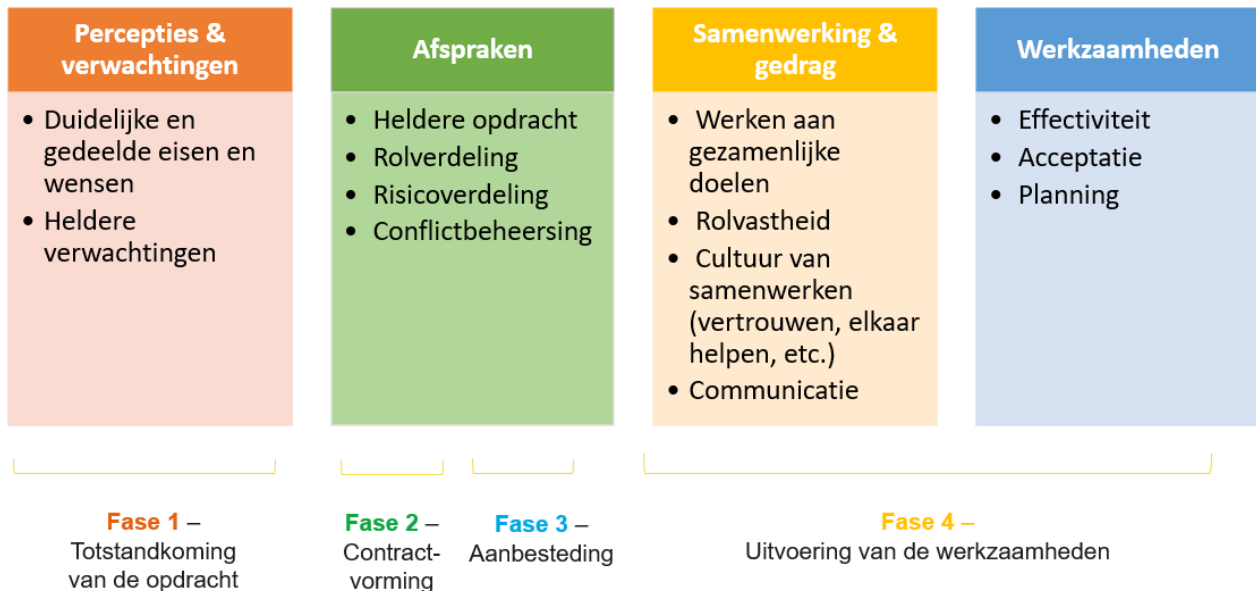 Percepties &
verwachtingen
• Duidelijke en
gedeelde eisen en
wensen
• Heldere
verwachtingen
Afspraken
• Heldere opdracht
• Rolverdeling
• Risicoverdeling
• Conflictbeheersing
Samenwerking &
gedrag
• Werken aan
gezamenlijke
doelen
• Rolvastheid
• Cultuur van
samenwerken
(vertrouwen, elkaar
helpen, etc.)
• Communicatie
Werkzaamheden
• Effectiviteit
• Acceptatie
• Planning
Fase 1 –
Totstandkoming
van de opdracht
Fase 2 –
Contract-
vorming
Fase 3 –
Aanbesteding
Fase 4 –
Uitvoering van de werkzaamheden